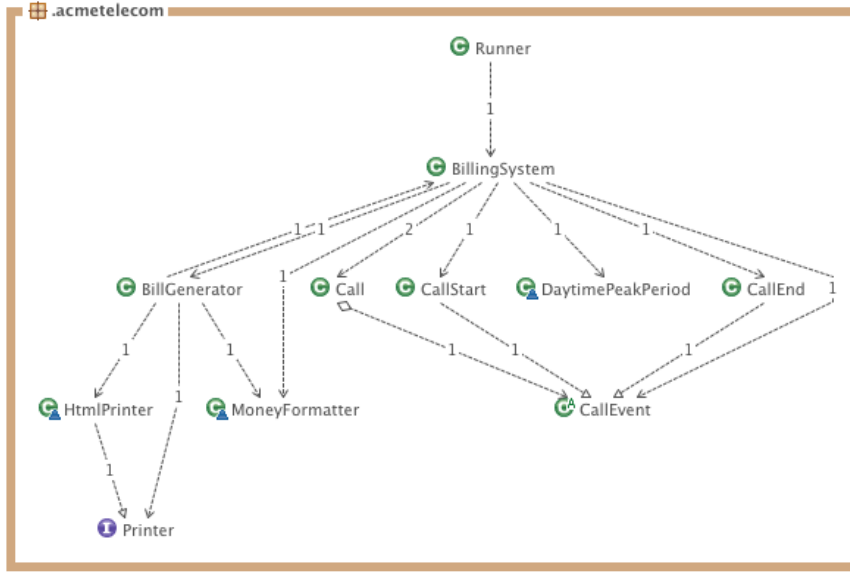 .acmetelecom
C Runner
1
C BillingSystem
1 1 2 1 1 1
1 1
C BillGenerator C Call C CallStart C DaytimePeakPeriod C CallEnd
1 1 1 1 1
1
C HtmlPrinter C MoneyFormatter C A CallEvent
1
I Printer